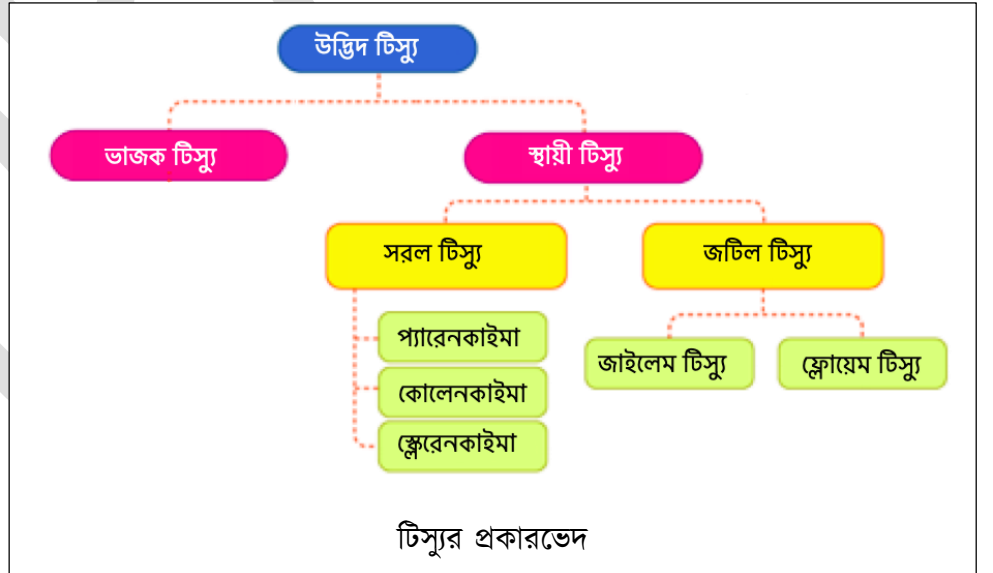 উদ্ভিদ টিস্যু
ভাজক টিস্যু
স্থায়ী টিস্যু
সরল টিস্যু
জটিল টিস্যু
প্যারেনকাইমা
কোলেনকাইমা
স্ক্লেরেনকাইমা
জাইলেম টিস্যু
ফ্লোয়েম টিস্যু
টিস্যুর প্রকারভেদ